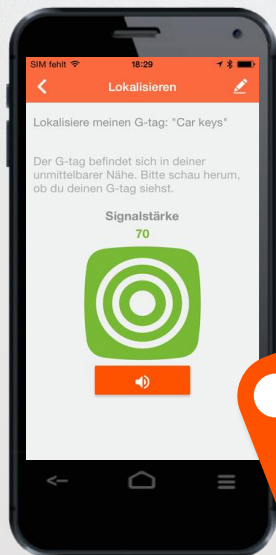 SIM fehlt 18:29
Lokalisieren
Lokalisiere meinen G-tag: "Car keys"
Der G-tag befindet sich in deiner
unmittelbarer Nähe. Bitte schau herum,
ob du deinen G-tag siehst.
Signalstärke
70